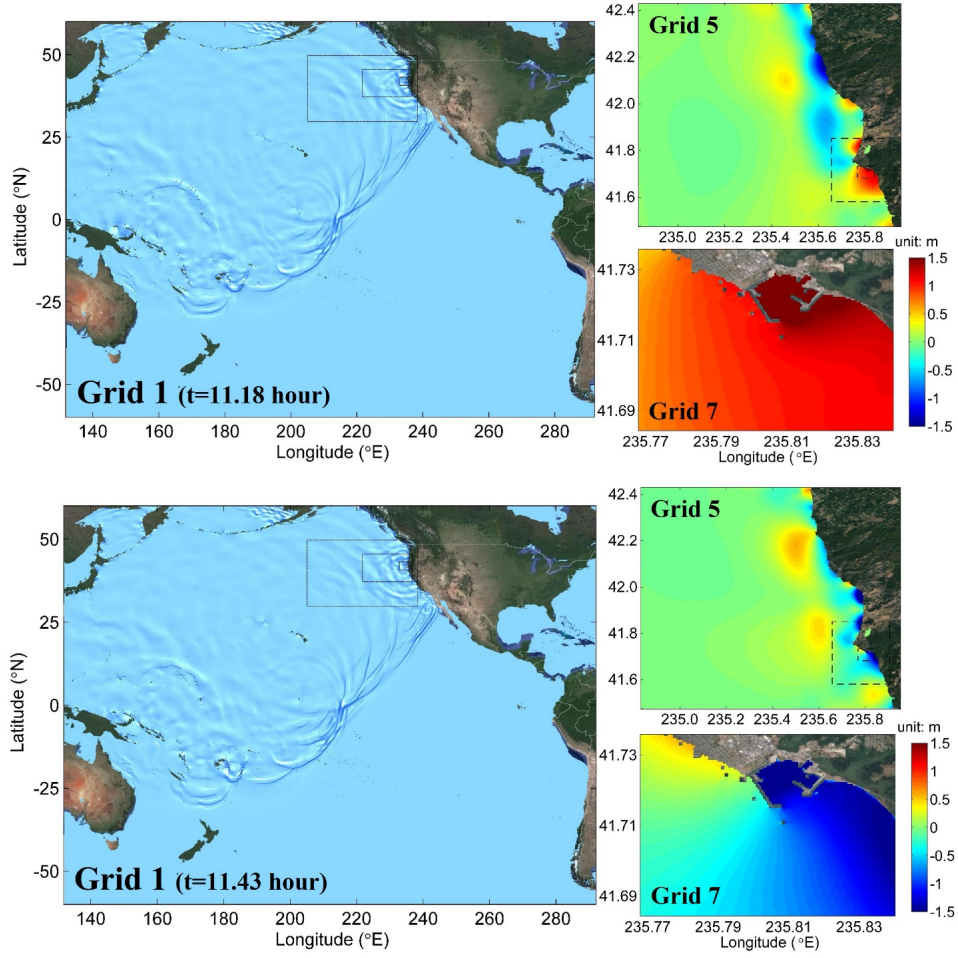 Grid 1 (t=11.18 hour)
Latitude (°N)
50
25
0
-25
-50
140 160 180 200 220 240 260 280
Longitude (°E)
Grid 5
42.4
42.2
42.0
41.8
41.6
235.0 235.2 235.4 235.6 235.8
unit: m
Grid 7
41.73
41.71
41.69
235.77 235.79 235.81 235.83
Longitude (°E)
1.5
1
0.5
0
-0.5
-1
-1.5
Grid 1 (t=11.43 hour)
Latitude (°N)
50
25
0
-25
-50
140 160 180 200 220 240 260 280
Longitude (°E)
Grid 5
42.4
42.2
42.0
41.8
41.6
235.0 235.2 235.4 235.6 235.8
unit: m
Grid 7
41.73
41.71
41.69
235.77 235.79 235.81 235.83
Longitude (°E)
1.5
1
0.5
0
-0.5
-1
-1.5